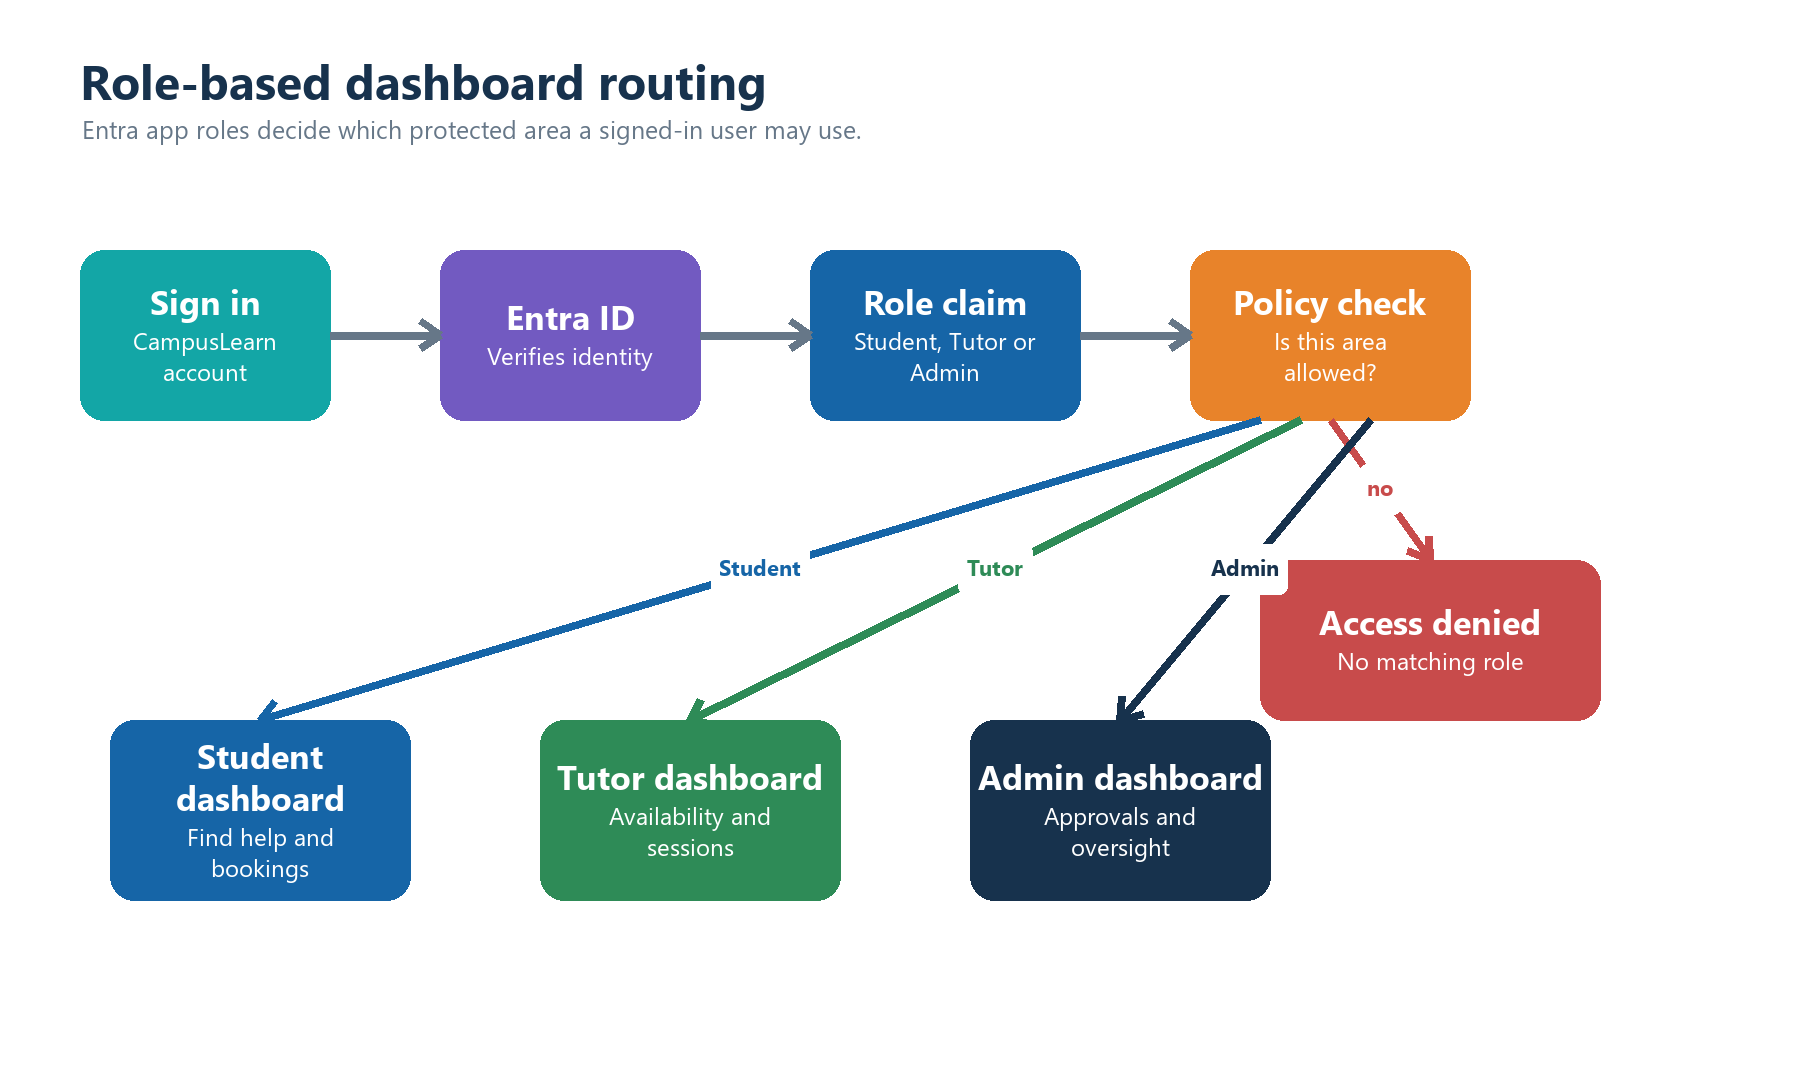 Role-based dashboard routing
Entra app roles decide which protected area a signed-in user may use.
Sign in
CampusLearn
account
Entra ID
Verifies identity
Role claim
Student, Tutor or
Admin
Policy check
Is this area
allowed?
no
Student
Tutor
Admin
Access denied
No matching role
Student
dashboard
Find help and
bookings
Tutor dashboard
Availability and
sessions
Admin dashboard
Approvals and
oversight